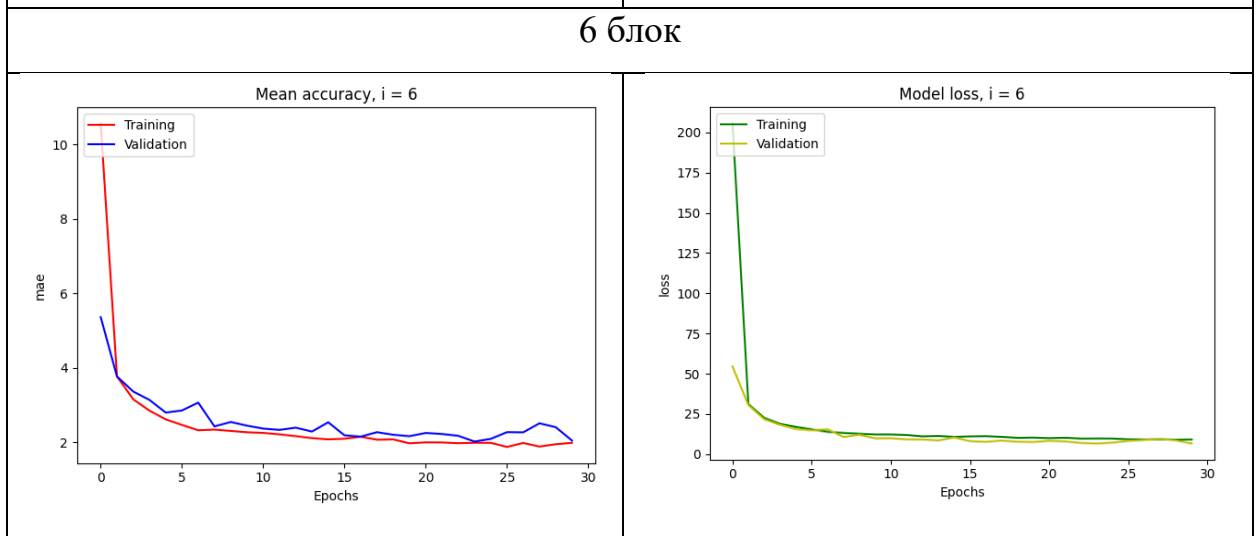 6 блок
Mean accuracy, i = 6
Training
Validation
10
8
6
4
2
mae
0 5 10 15 20 25 30
Epochs
Model loss, i = 6
Training
Validation
200
175
150
125
100
75
50
25
0
loss
0 5 10 15 20 25 30
Epochs